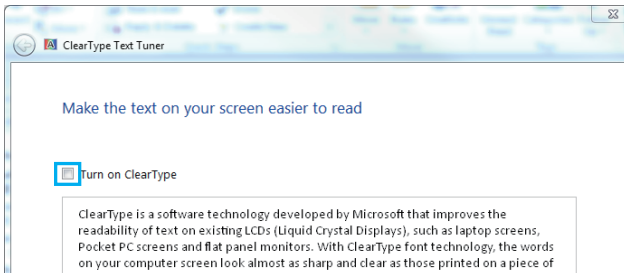 ClearType Text Tuner
Make the text on your screen easier to read
Turn on ClearType
ClearType is a software technology developed by Microsoft that improves the
readability of text on existing LCDs (Liquid Crystal Displays), such as laptop screens,
Pocket PC screens and flat panel monitors. With ClearType font technology, the words
on your computer screen look almost as sharp and clear as those printed on a piece of